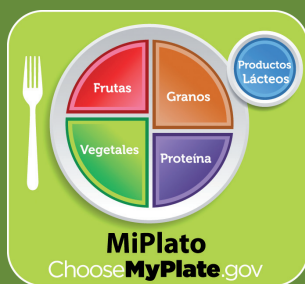 Frutas
Granos
Productos
Lácteos
Vegetales
Proteína
MiPlato
ChooseMyPlate.gov